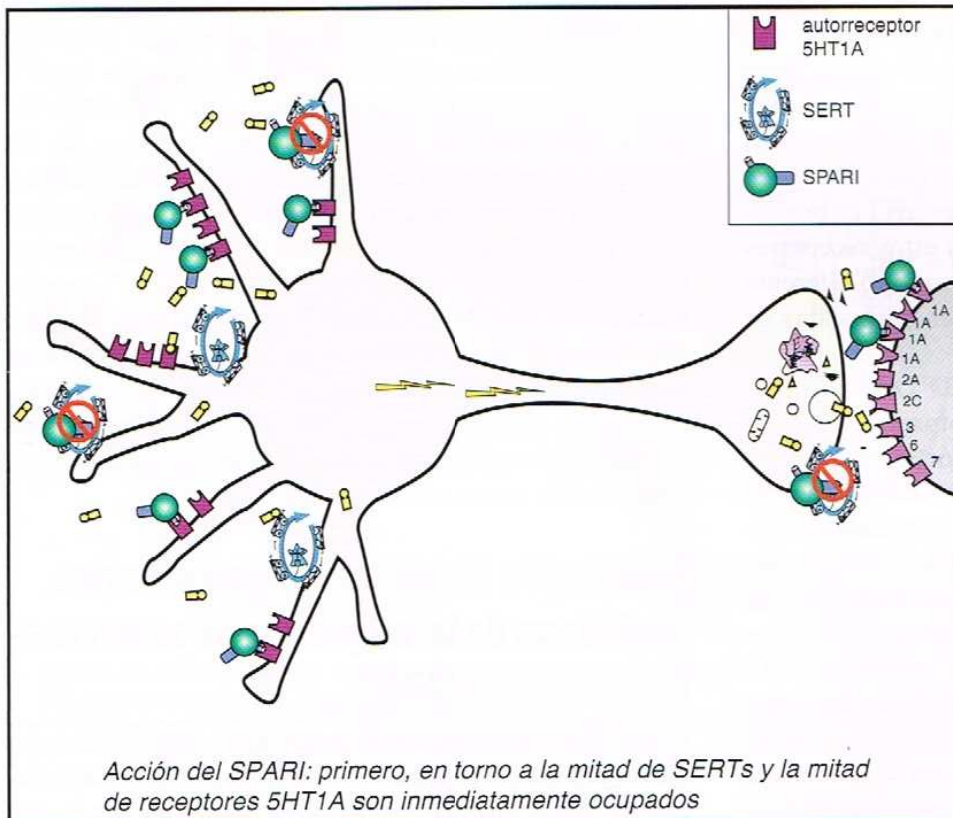 autorreceptor
5HT1A
SERT
SPARI
1A
1A
1A
1A
2A
2C
3
6
7
Acción del SPARI: primero, en torno a la mitad de SERTs y la mitad
de receptores 5HT1A son inmediatamente ocupados